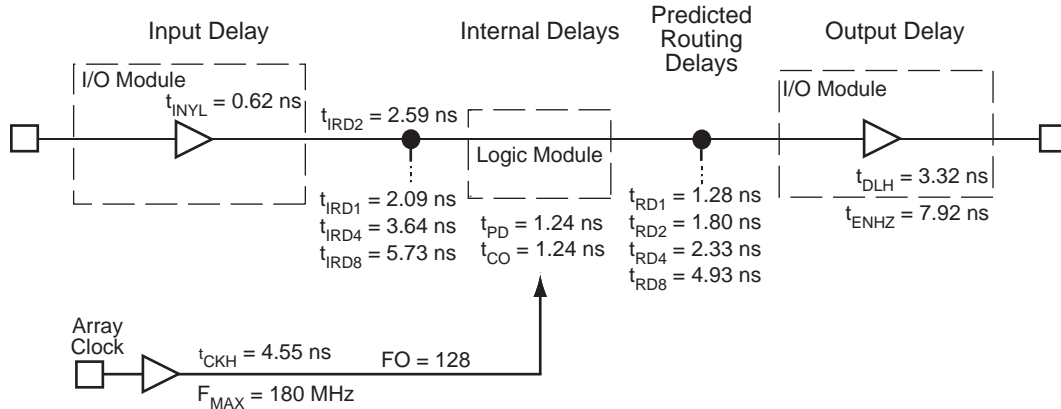 Input Delay
Internal Delays
Predicted
Routing
Delays
Output Delay
I/O Module
tINYL = 0.62 ns
tIRD2 = 2.59 ns
tIRD1 = 2.09 ns
tIRD4 = 3.64 ns
tIRD8 = 5.73 ns
Logic Module
tPD = 1.24 ns
tCO = 1.24 ns
tRD1 = 1.28 ns
tRD2 = 1.80 ns
tRD4 = 2.33 ns
tRD8 = 4.93 ns
I/O Module
tDLH = 3.32 ns
tENHZ = 7.92 ns
Array
Clock
tCKH = 4.55 ns
FO = 128
FMAX = 180 MHz